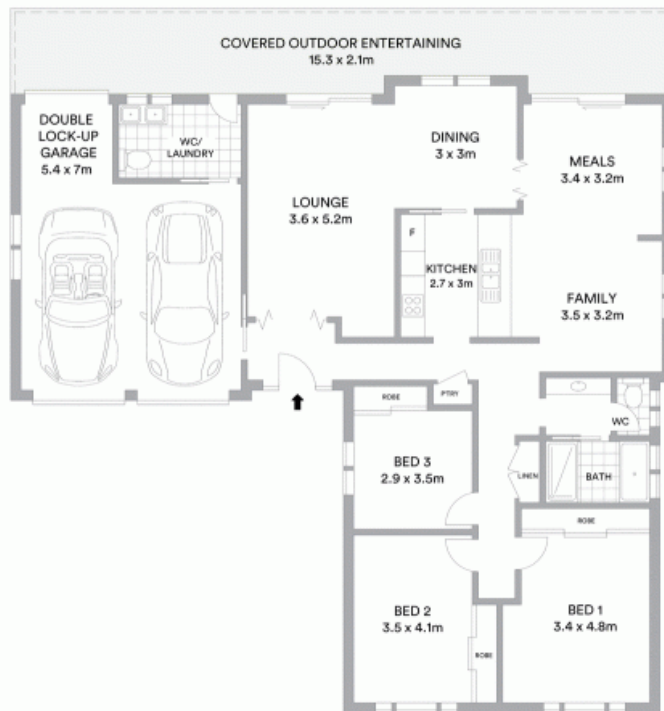 COVERED OUTDOOR ENTERTAINING
15.3 x 2.1m
DOUBLE
LOCK-UP
GARAGE
5.4 x 7m
WC/
LAUNDRY
LOUNGE
3.6 x 5.2m
DINING
3 x 3m
MEALS
3.4 x 3.2m
F
KITCHEN
2.7 x 3m
FAMILY
3.5 x 3.2m
ROBE
PTRY
WC
BED 3
2.9 x 3.5m
LINEN
BATH
ROBE
BED 2
3.5 x 4.1m
ROBE
BED 1
3.4 x 4.8m